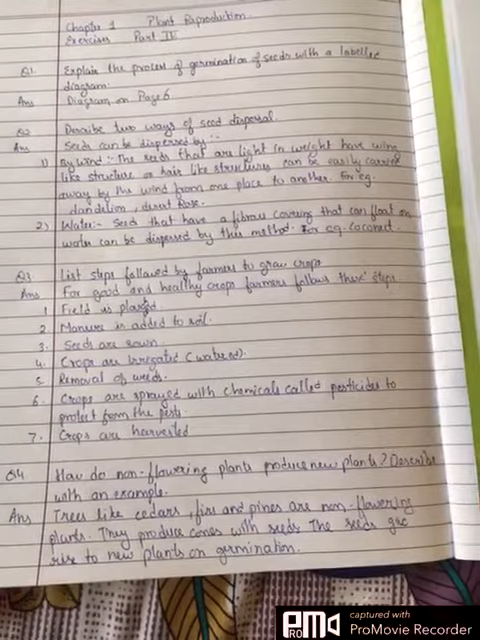 Chapter 1 Plant Reproduction
Exercises Part IV
Q1 Explain the process of germination of seeds with a labelled
diagram.
Ans Diagram on Page 6
Q2 Describe two ways of seed dispersal
Ans Seeds can be dispersed by :-
1) By wind :- The seeds that are light in weight have wing
like structure or hair like structures can be easily carried
away by the wind from one place to another. For eg.
dandelion, desert rose.
2) Water:- Seeds that have a fibrous covering that can float on
water can be dispersed by this method. For e.g. coconut.
Q3 List steps followed by farmers to grow crops
Ans For good and healthy crops farmers follows these steps
1 Field is
2 Manure is added to soil.
3. Seeds are sown.
4. Crops are irrigated (watered).
5. Removal of weeds.
6. Crops are sprayed with chemicals called pesticides to
protect from the pests.
7. Crops are harvested
Q4 How do non-flowering plants produce new plants? Describe
with an example.
Ans Trees like cedars, firs and pines are non-flowering
plants. They produce cones with seeds The seeds give
rise to new plants on germination.
PRO M captured with
ProMovie Recorder